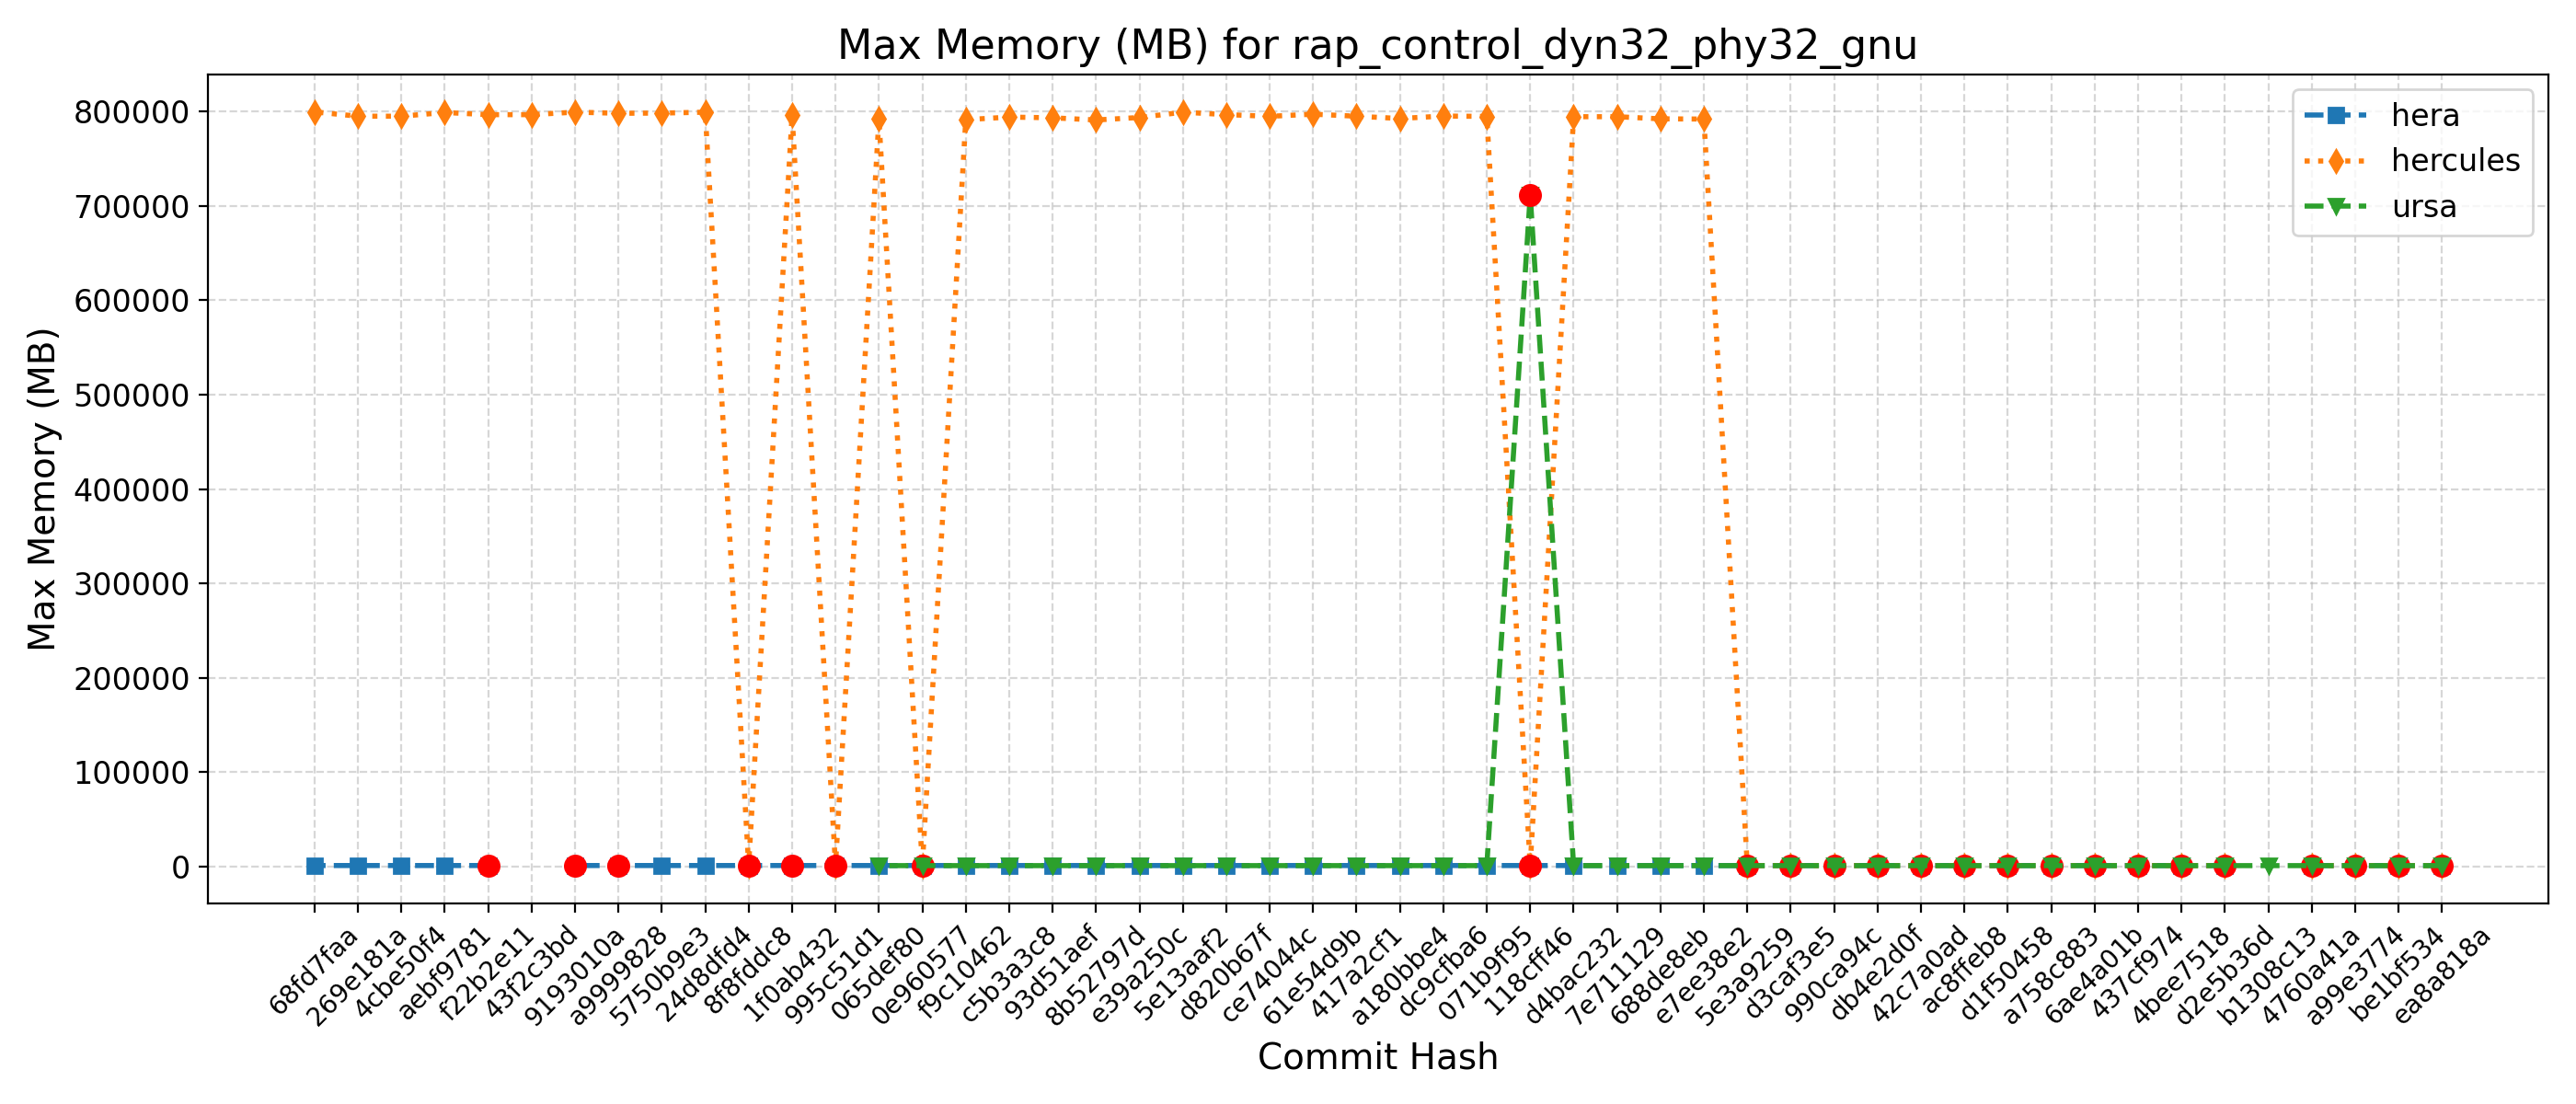 Max Memory (MB) for rap_control_dyn32_phy32_gnu
hera
hercules
ursa
Max Memory (MB)
800000
700000
600000
500000
400000
300000
200000
100000
0
68fd7faa
269e181a
4cbe50f4
aebf9781
f22b2e11
43f2c3bd
9193010a
a9999828
5750b9e3
24d8dfd4
8f8fddc8
1f0ab432
995c51d1
065def80
0e960577
f9c10462
c5b3a3c8
93d51aef
8b52797d
e39a250c
5e13aaf2
d820b67f
ce74044c
61e54d9b
417a2cf1
a180bbe4
dc9cfba6
071b9f95
118cff46
d4bac232
7e711129
688de8eb
e7ee38e2
5e3a9259
d3caf3e5
990ca94c
db4e2d0f
42c7a0ad
ac8ffeb8
d1f50458
a758c883
6ae4a01b
437cf974
4bee7518
d2e5b36d
b1308c13
4760a41a
a99e3774
be1bf534
ea8a818a
Commit Hash